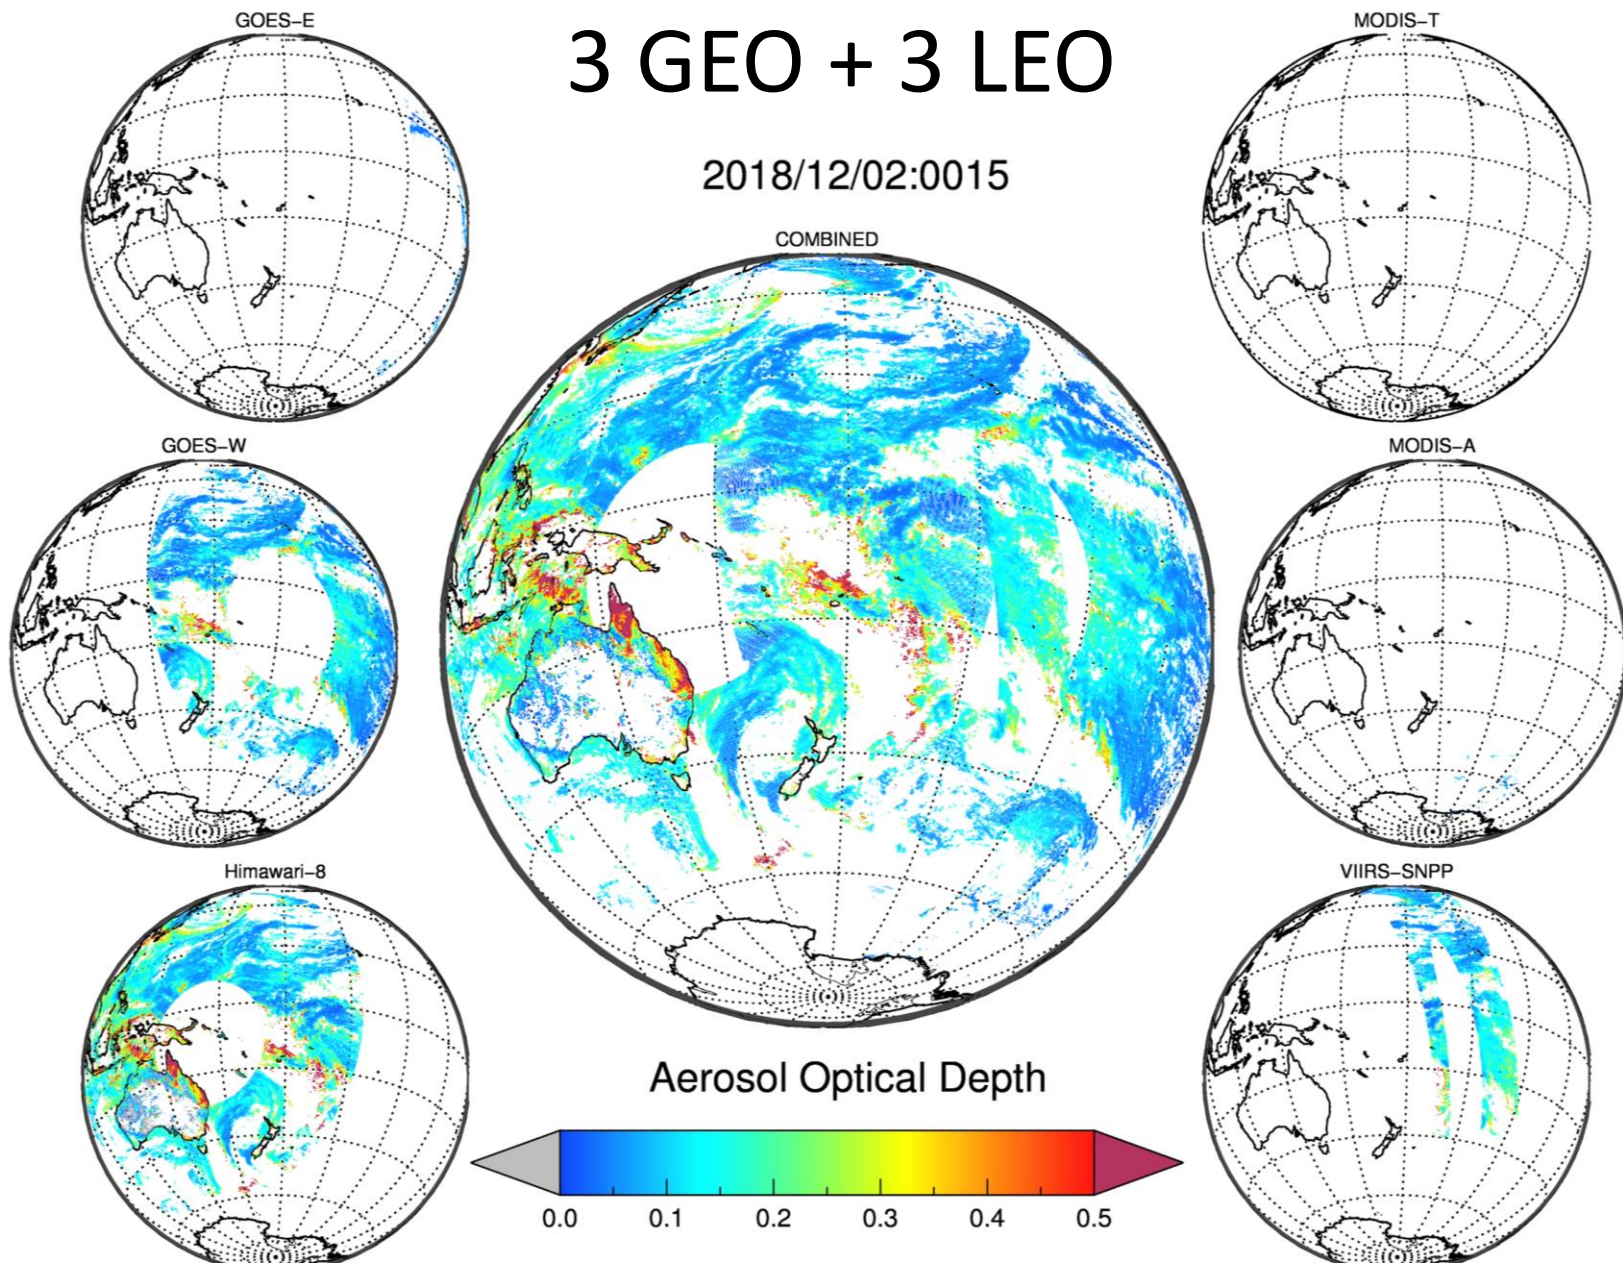 GOES-E
3 GEO + 3 LEO
MODIS-T
2018/12/02:0015
COMBINED
GOES-W
MODIS-A
Himawari-8
VIIRS-SNPP
Aerosol Optical Depth
0.0 0.1 0.2 0.3 0.4 0.5